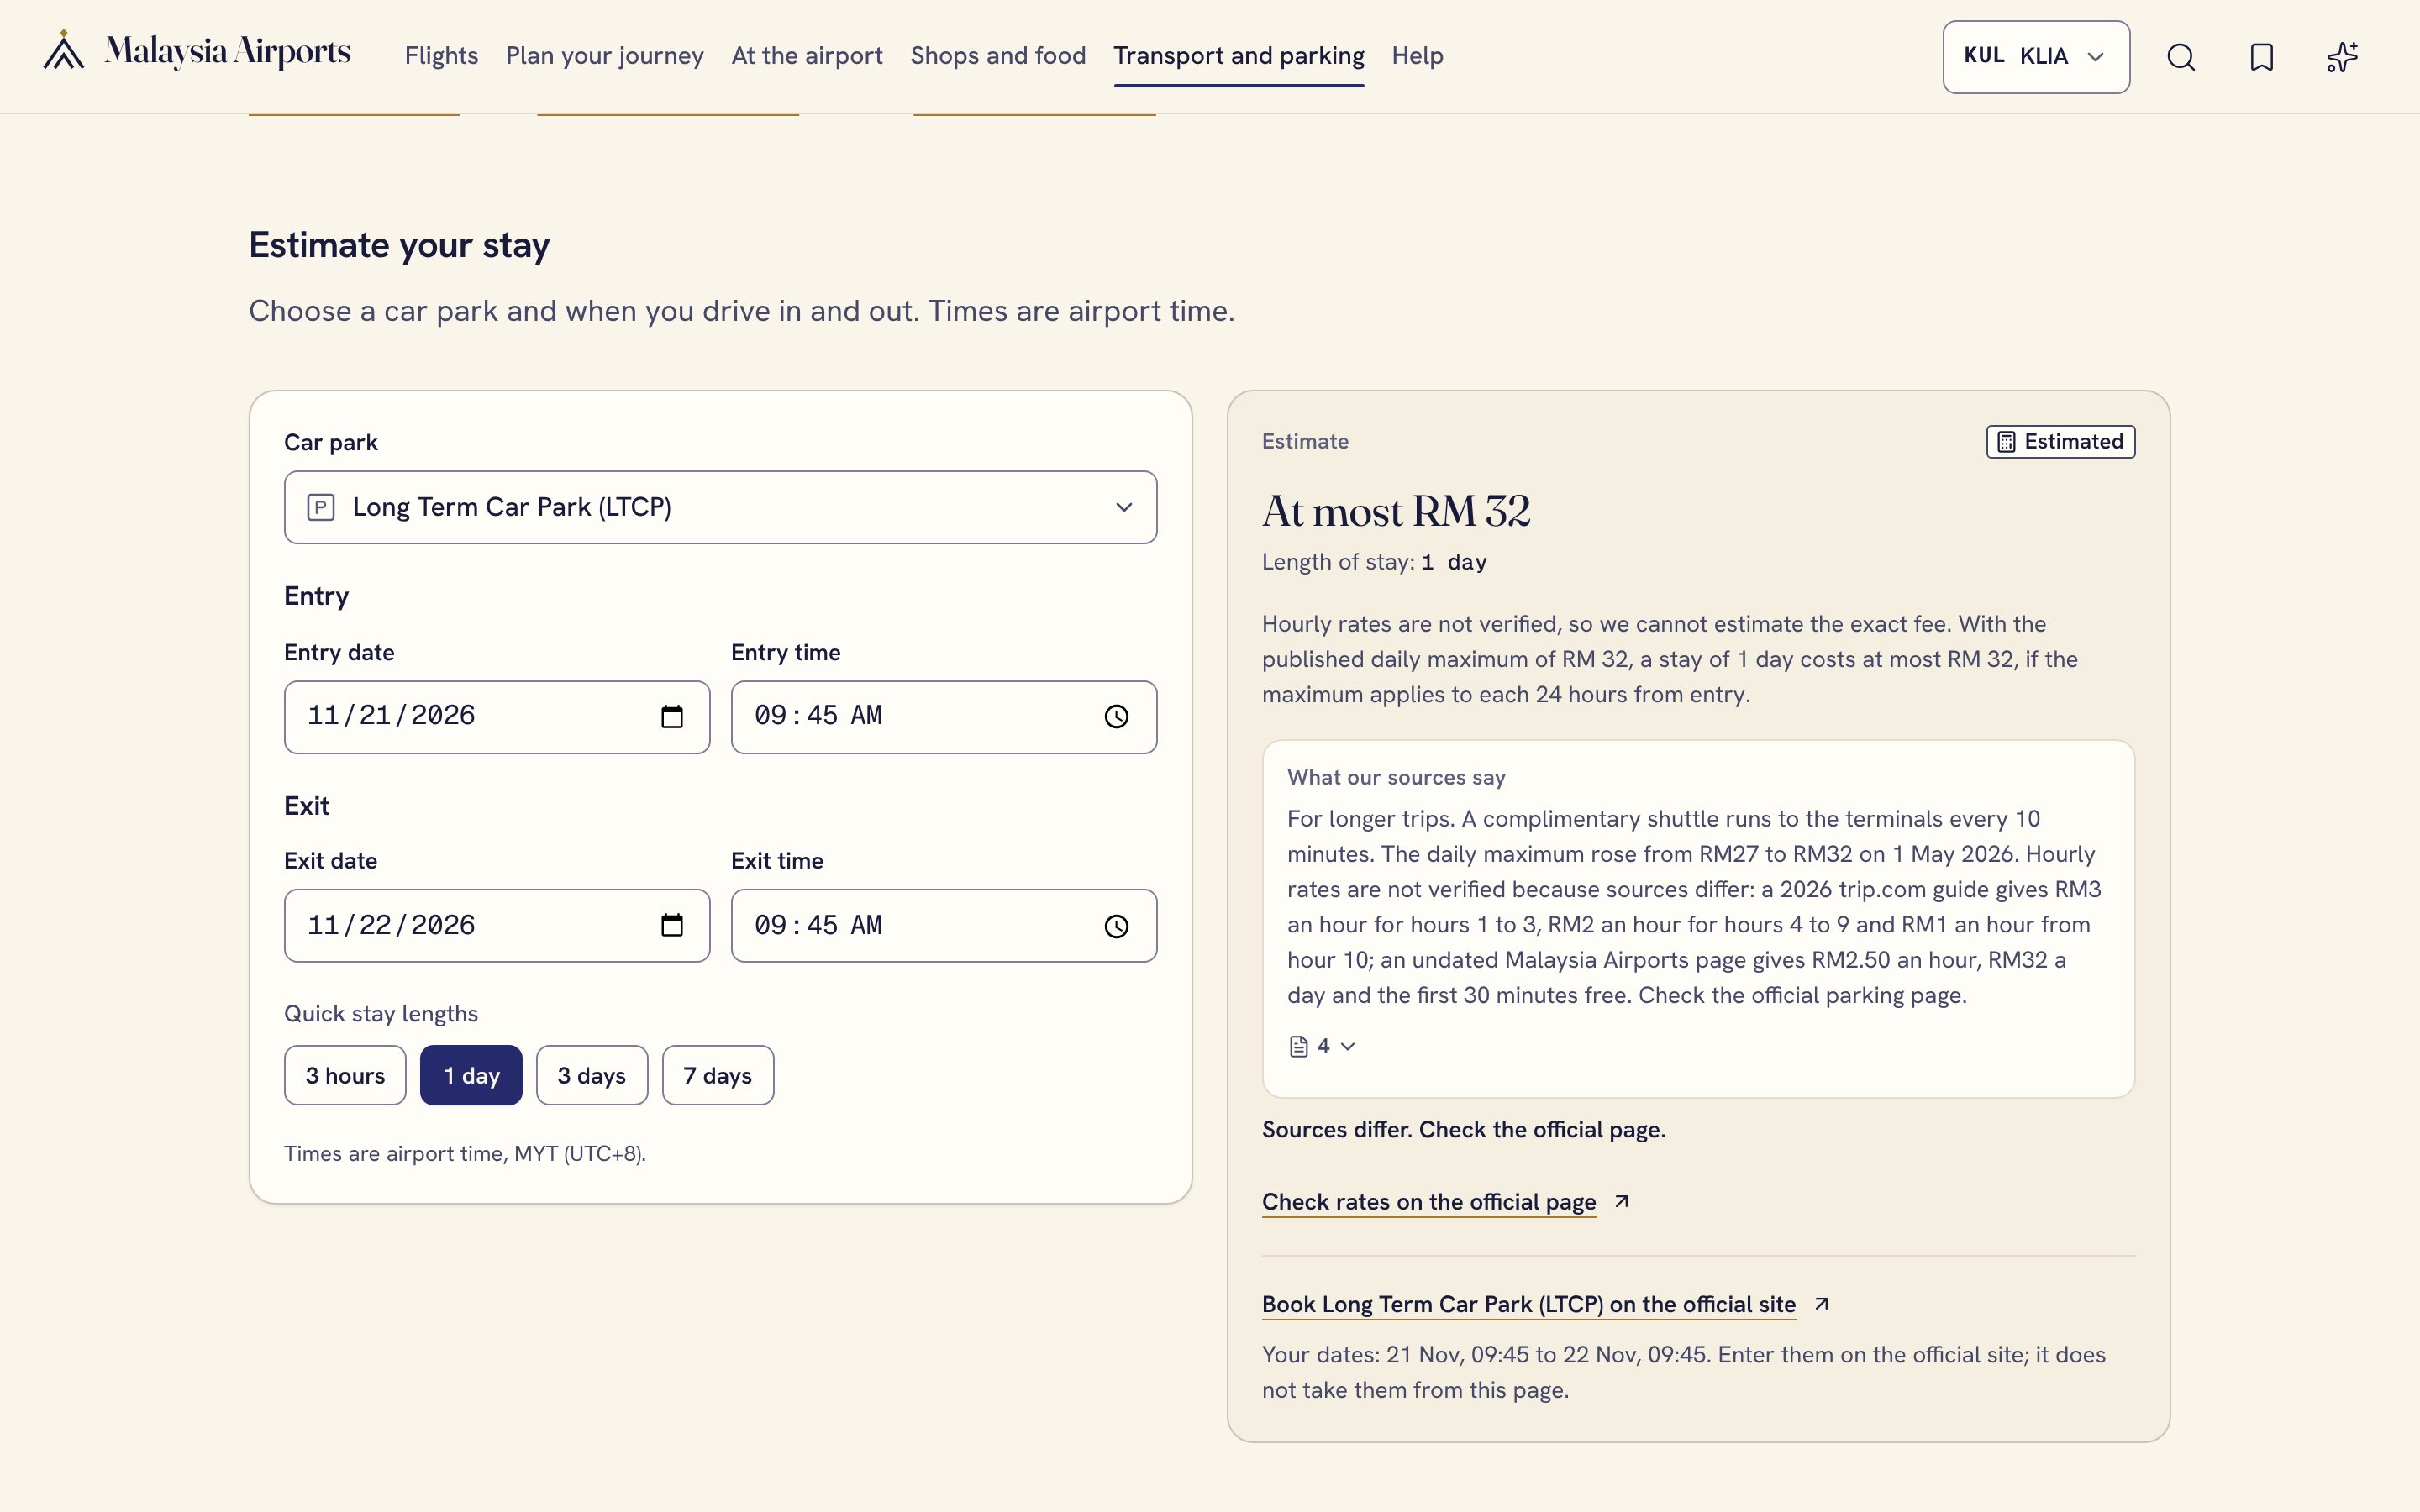 Malaysia Airports
Flights
Plan your journey
At the airport
Shops and food
Transport and parking
Help
KUL KLIA
Estimate your stay
Choose a car park and when you drive in and out. Times are airport time.
Car park
P
Long Term Car Park (LTCP)
Entry
Entry date
Entry time
11/21/2026
09:45 AM
Exit
Exit date
Exit time
11/22/2026
09:45 AM
Quick stay lengths
3 hours
1 day
3 days
7 days
Times are airport time, MYT (UTC+8).
Estimate
Estimated
At most RM 32
Length of stay: 1 day
Hourly rates are not verified, so we cannot estimate the exact fee. With the
published daily maximum of RM 32, a stay of 1 day costs at most RM 32, if the
maximum applies to each 24 hours from entry.
What our sources say
For longer trips. A complimentary shuttle runs to the terminals every 10
minutes. The daily maximum rose from RM27 to RM32 on 1 May 2026. Hourly
rates are not verified because sources differ: a 2026 trip.com guide gives RM3
an hour for hours 1 to 3, RM2 an hour for hours 4 to 9 and RM1 an hour from
hour 10; an undated Malaysia Airports page gives RM2.50 an hour, RM32 a
day and the first 30 minutes free. Check the official parking page.
4
Sources differ. Check the official page.
Check rates on the official page
Book Long Term Car Park (LTCP) on the official site
Your dates: 21 Nov, 09:45 to 22 Nov, 09:45. Enter them on the official site; it does
not take them from this page.